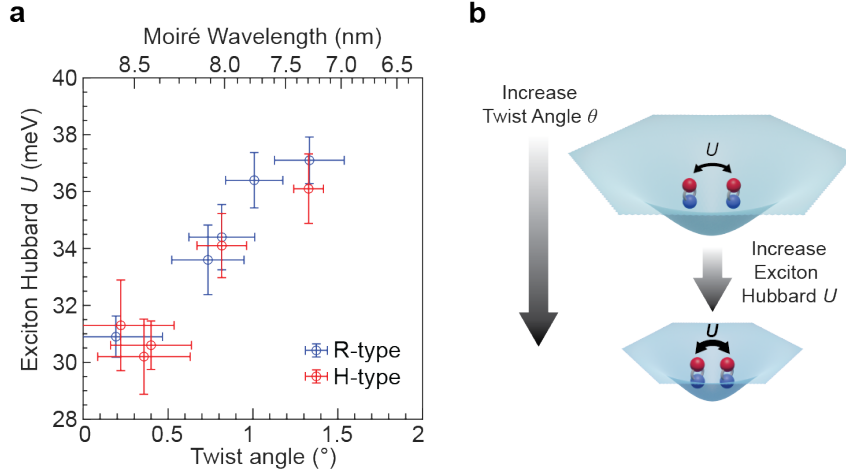 a
Moiré Wavelength (nm)
8.5 8.0 7.5 7.0 6.5
Exciton Hubbard U (meV)
40
38
36
34
32
30
28
R-type
H-type
0 0.5 1 1.5 2
Twist angle (°)
b
Increase
Twist Angle θ
U
Increase
Exciton
Hubbard U
U